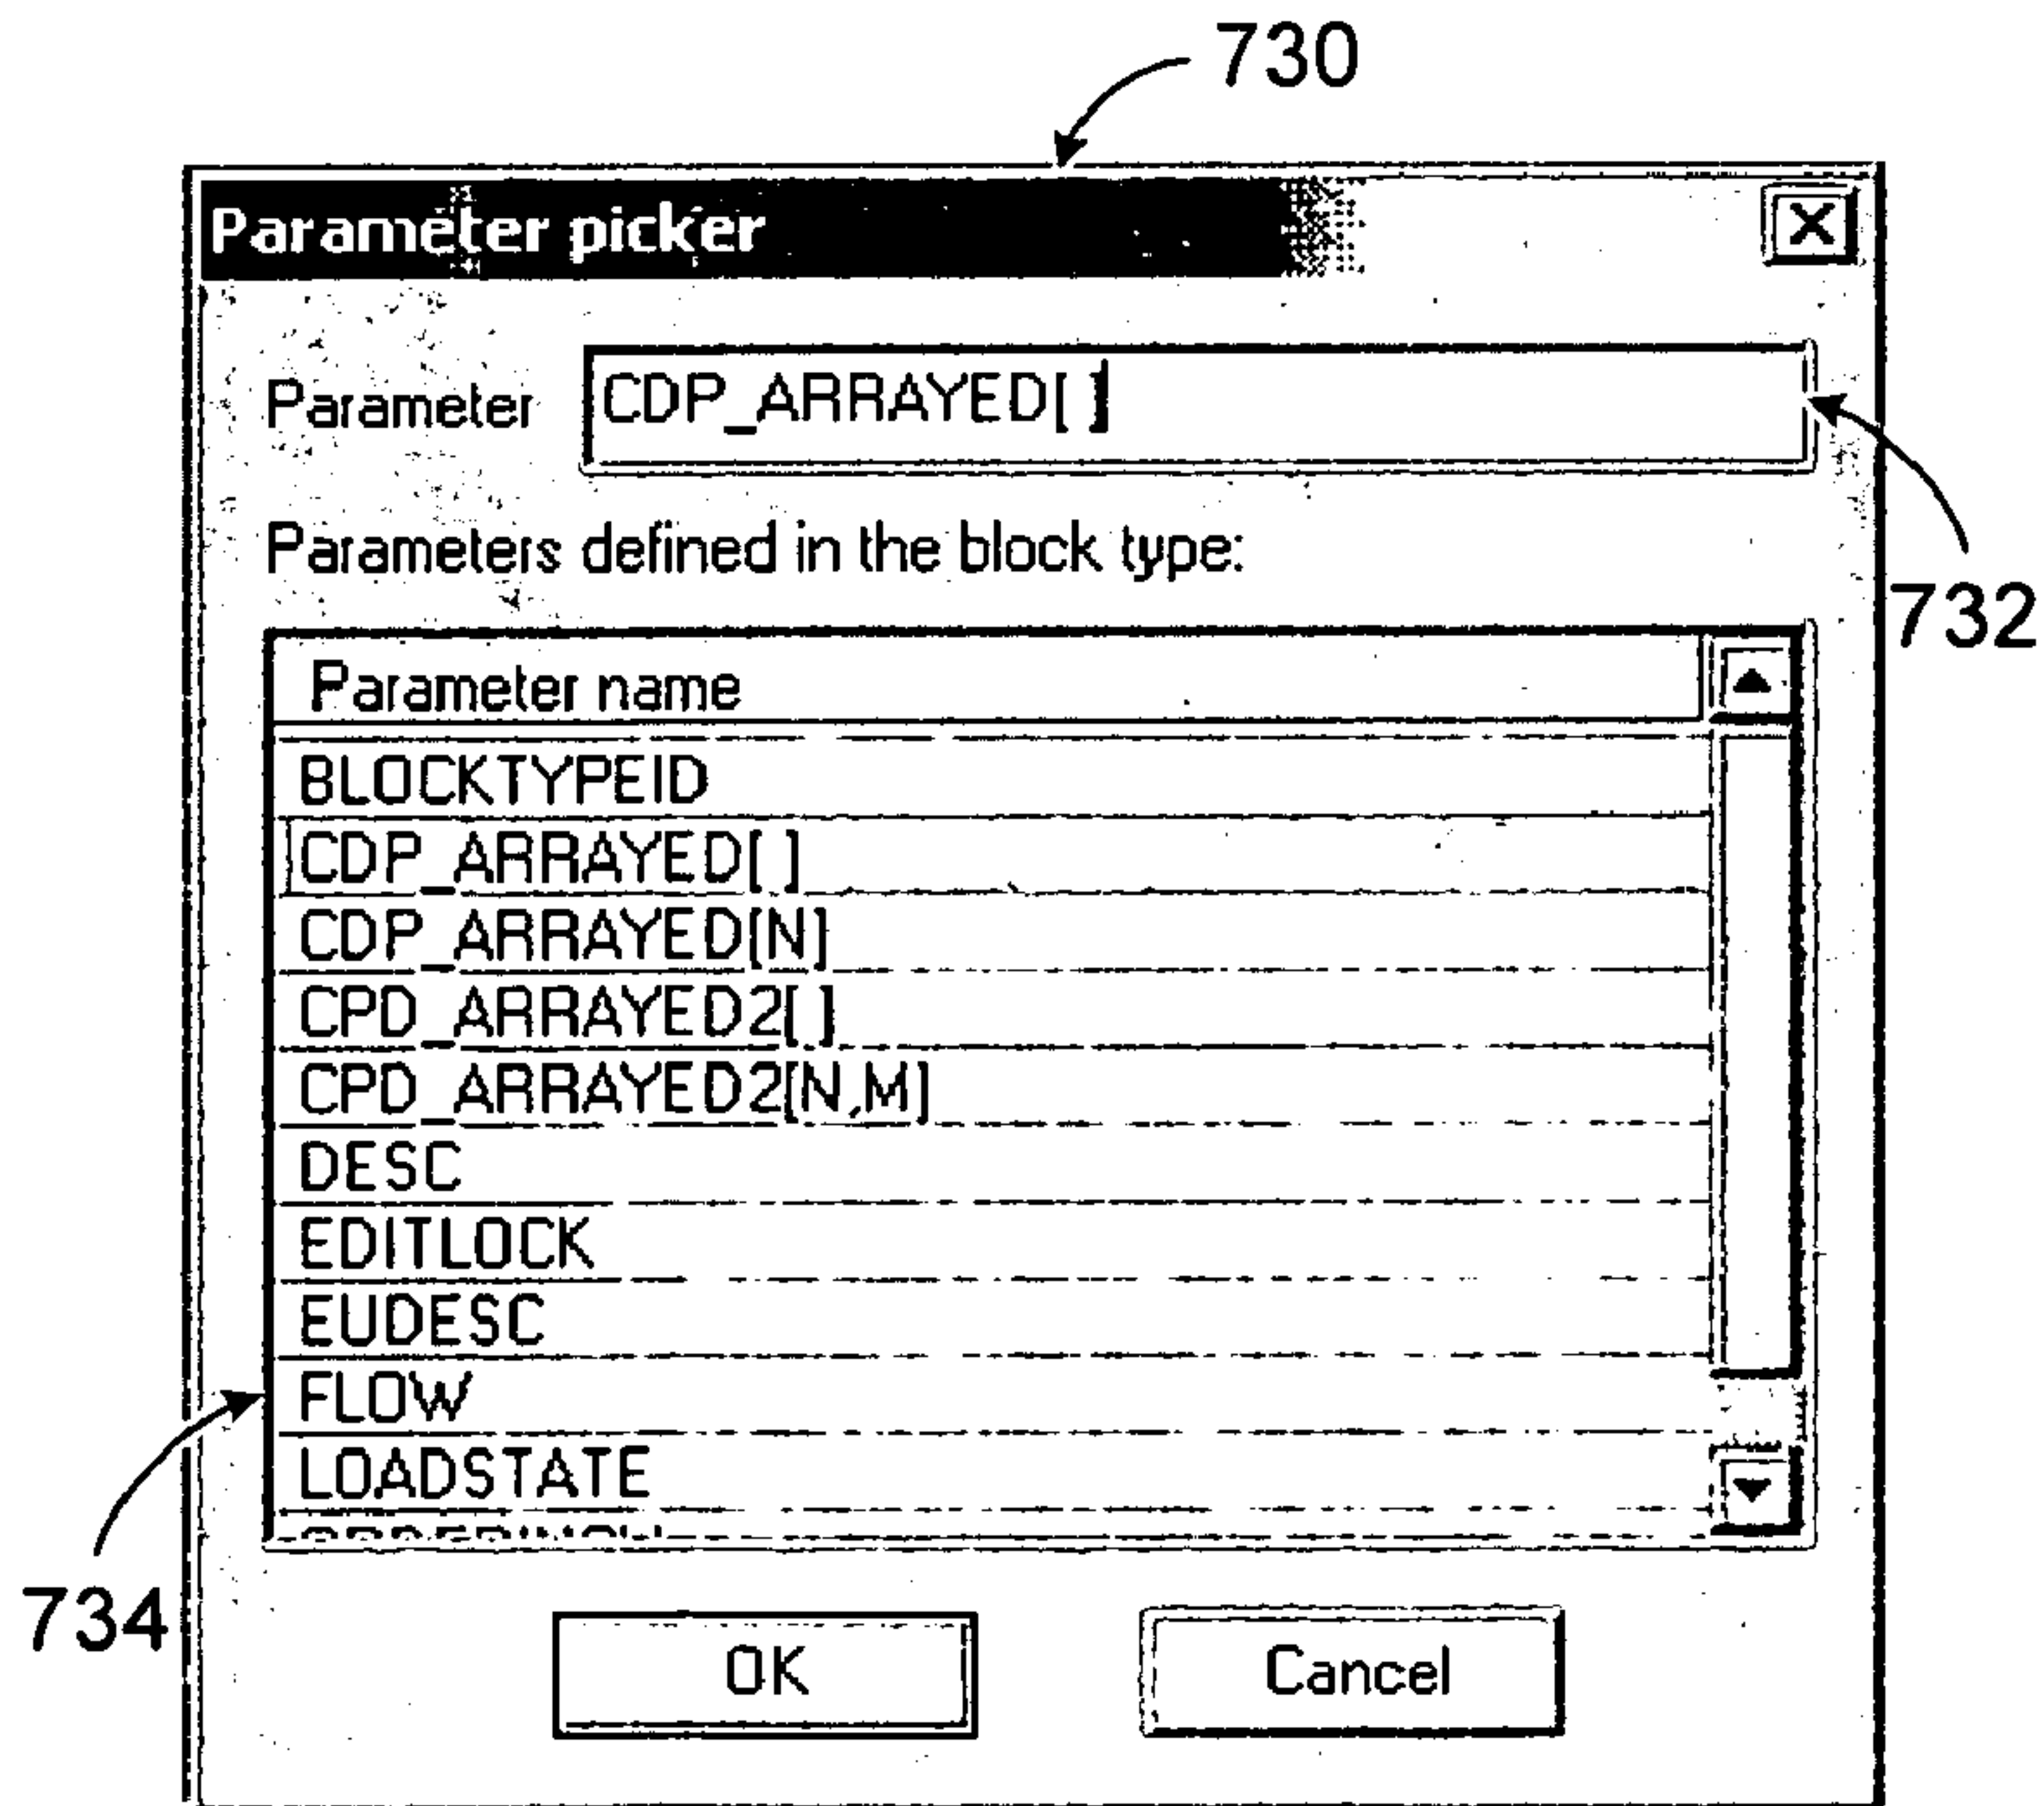 730
Parameter picker
Parameter CDP_ARRAYED[ ]
732
Parameters defined in the block type:
Parameter name
BLOCKTYPEID
CDP_ARRAYED[ ]
CDP_ARRAYED[N]
CPD_ARRAYED2[ ]
CPD_ARRAYED2[N,M]
DESC
EDITLOCK
EUDESC
FLOW
LOADSTATE
734
OK Cancel